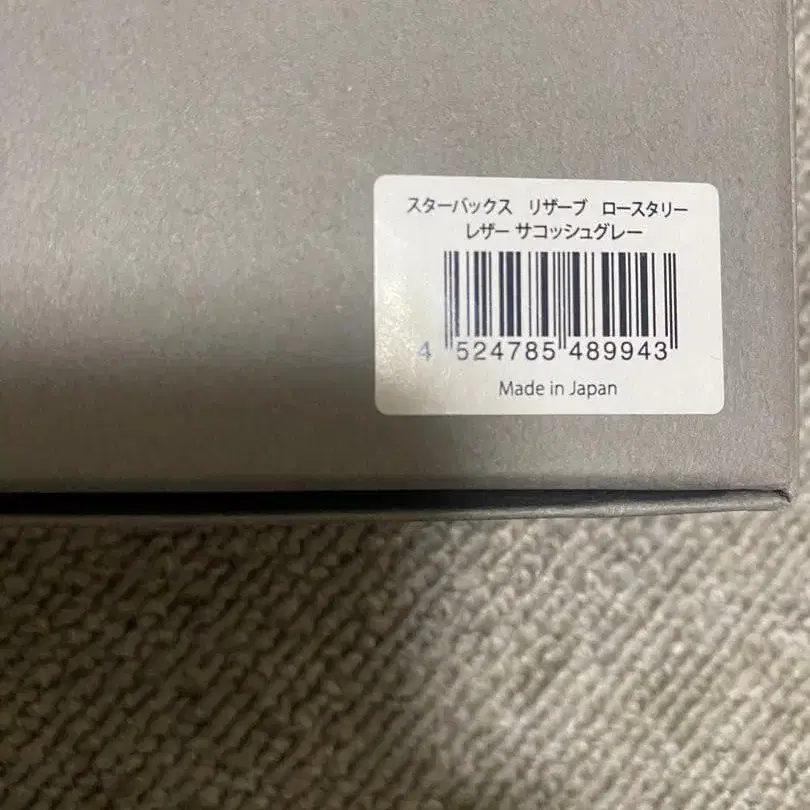 スターバックス　リザーブ　ロースタリー
レザー サコッシュグレー
4 524785 489943
Made in Japan